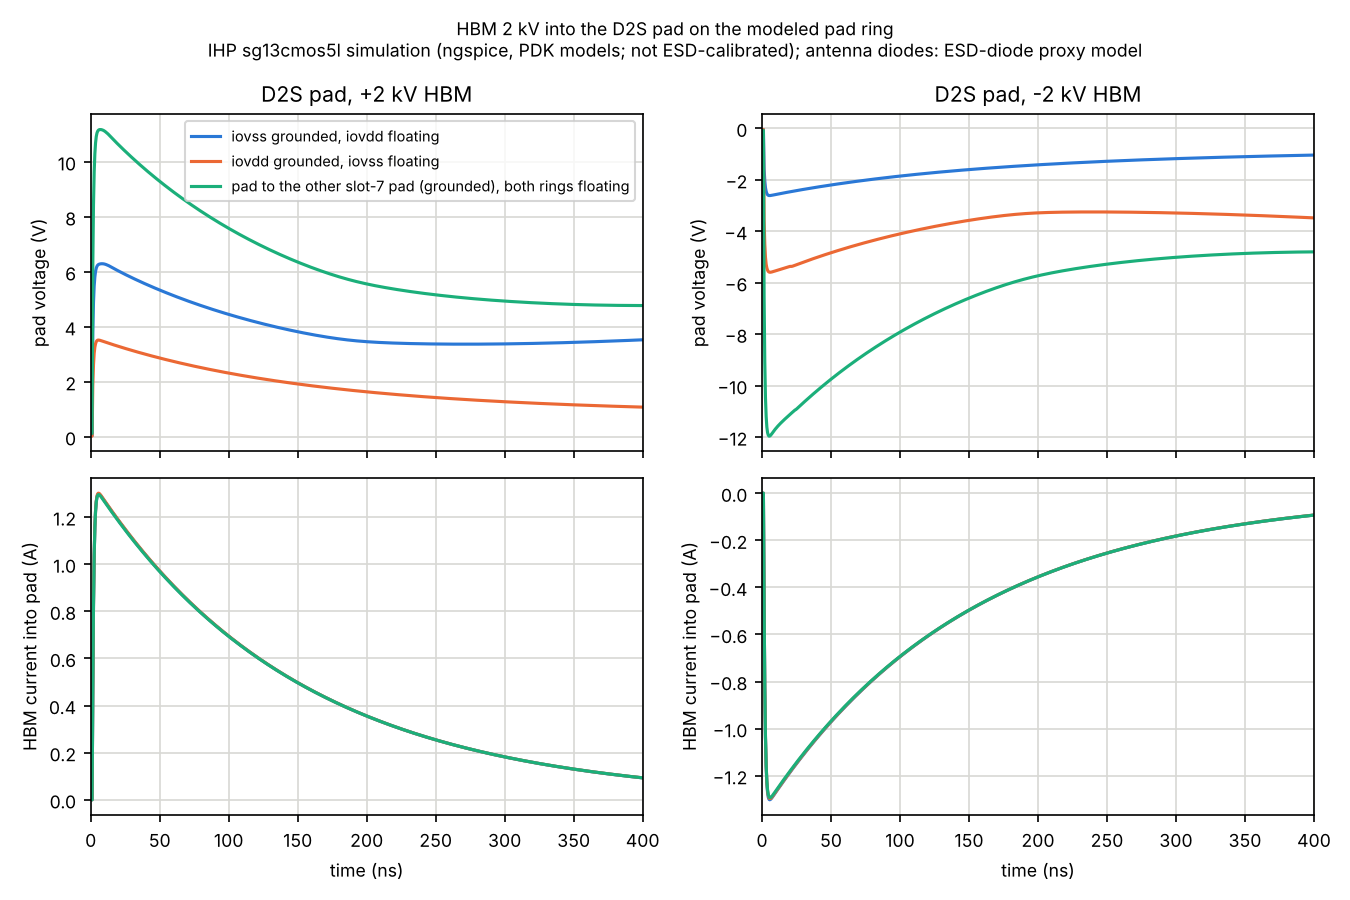 HBM 2 kV into the D2S pad on the modeled pad ring
IHP sg13cmos5l simulation (ngspice, PDK models; not ESD-calibrated); antenna diodes: ESD-diode proxy model
D2S pad, +2 kV HBM
iovss grounded, iovdd floating
iovdd grounded, iovss floating
pad to the other slot-7 pad (grounded), both rings floating
pad voltage (V)
10
8
6
4
2
0
D2S pad, -2 kV HBM
pad voltage (V)
0
−2
−4
−6
−8
−10
−12
HBM current into pad (A)
1.2
1.0
0.8
0.6
0.4
0.2
0.0
0 50 100 150 200 250 300 350 400
time (ns)
HBM current into pad (A)
0.0
−0.2
−0.4
−0.6
−0.8
−1.0
−1.2
0 50 100 150 200 250 300 350 400
time (ns)